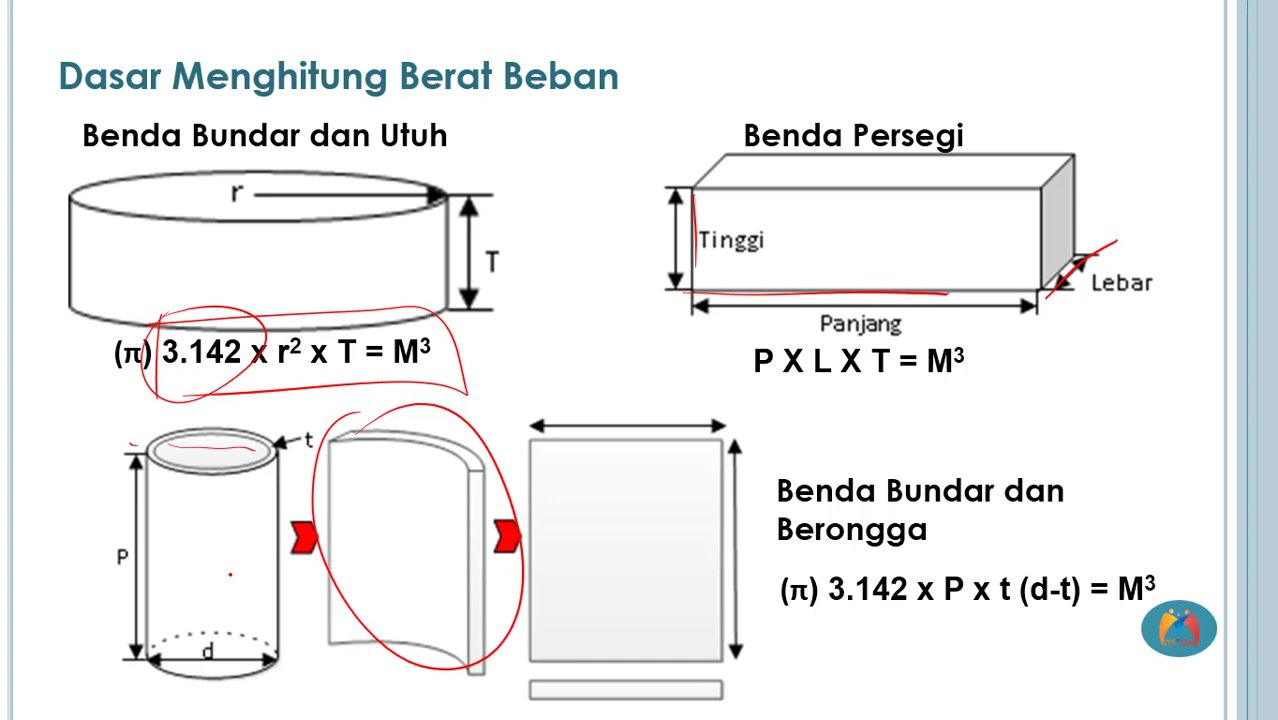 Dasar Menghitung Berat Beban
Benda Bundar dan Utuh
r
T
(π) 3.142 x r² x T = M³
Benda Persegi
Tinggi
Lebar
Panjang
P X L X T = M³
t
P
d
Benda Bundar dan
Berongga
(π) 3.142 x P x t (d-t) = M³